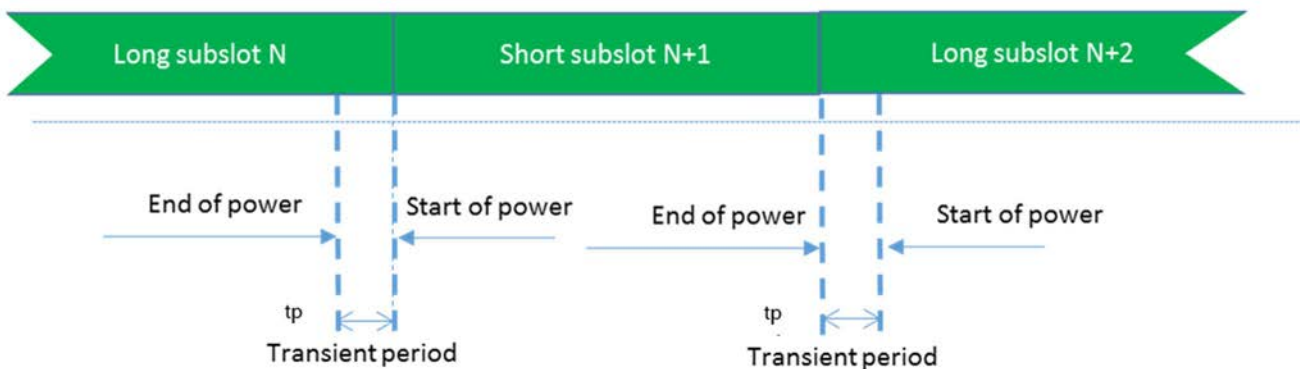 Long subslot N
Short subslot N+1
Long subslot N+2
End of power
Start of power
End of power
Start of power
tp
Transient period
tp
Transient period